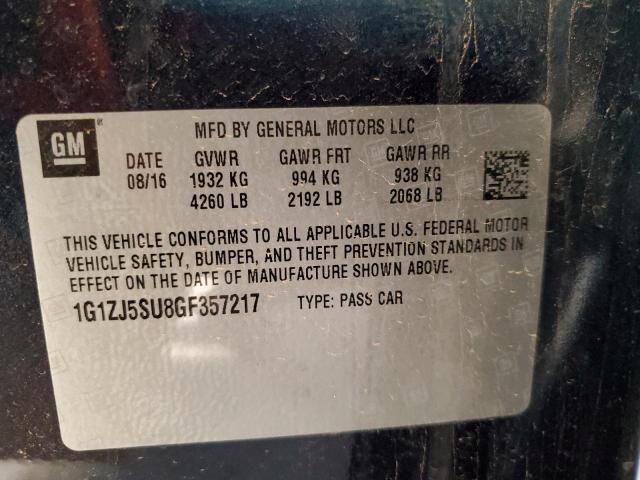 GM
MFD BY GENERAL MOTORS LLC
DATE GVWR GAWR FRT GAWR RR
08/16 1932 KG 994 KG 938 KG
4260 LB 2192 LB 2068 LB
THIS VEHICLE CONFORMS TO ALL APPLICABLE U.S. FEDERAL MOTOR
VEHICLE SAFETY, BUMPER, AND THEFT PREVENTION STANDARDS IN
EFFECT ON THE DATE OF MANUFACTURE SHOWN ABOVE.
1G1ZJ5SU8GF357217 TYPE: PASS CAR